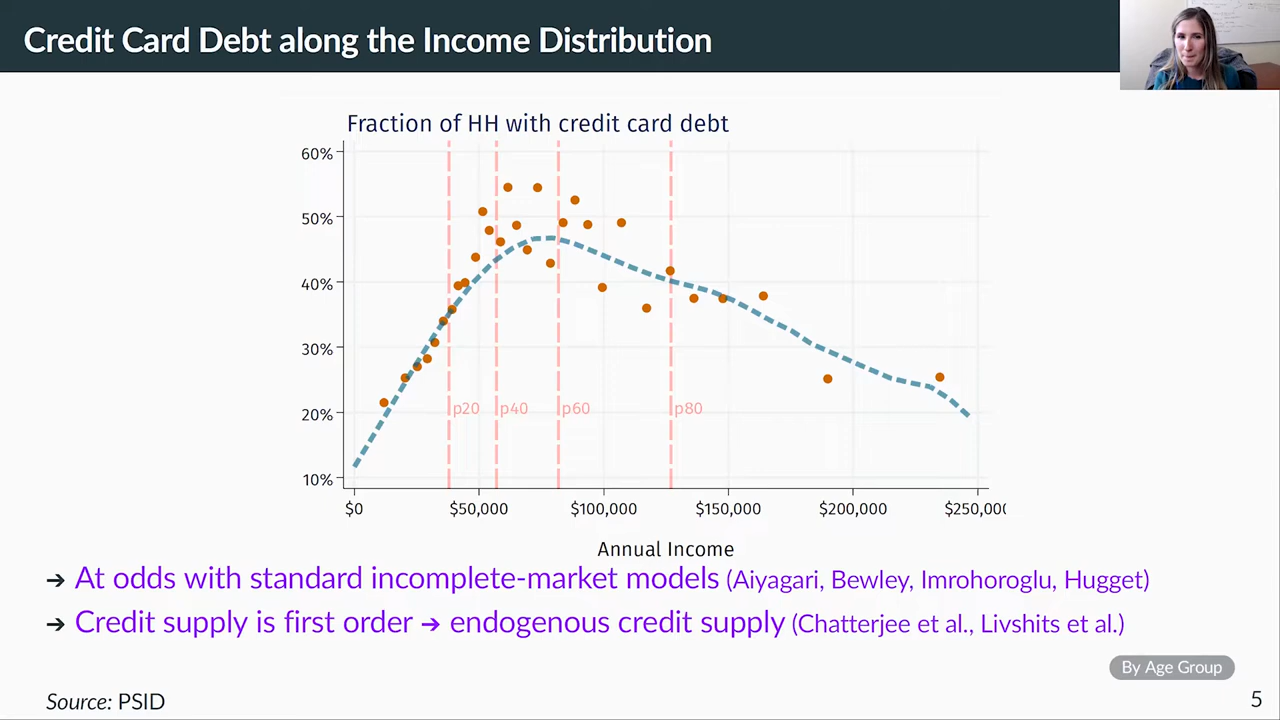 Credit Card Debt along the Income Distribution
Fraction of HH with credit card debt
60%
50%
40%
30%
20%
10%
p20
p40
p60
p80
$0
$50,000
$100,000
$150,000
$200,000
$250,00
Annual Income
➔ At odds with standard incomplete-market models (Aiyagari, Bewley, Imrohoroglu, Hugget)
➔ Credit supply is first order ➔ endogenous credit supply (Chatterjee et al., Livshits et al.)
By Age Group
Source: PSID
5